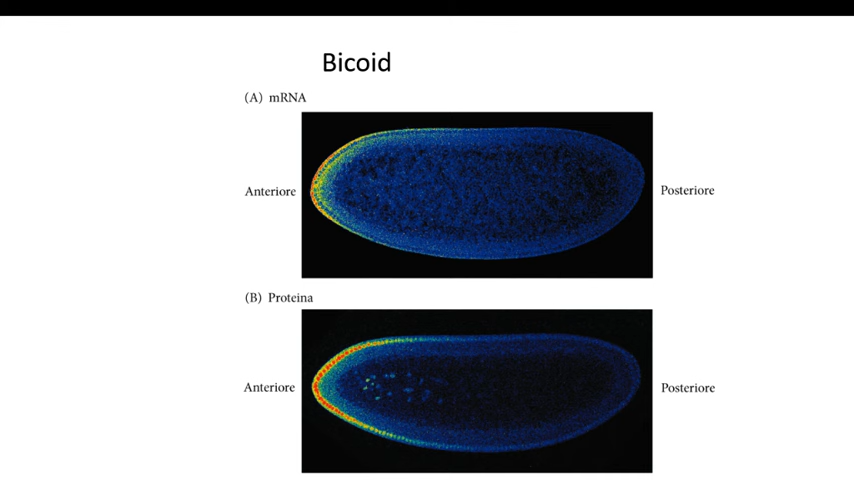 Bicoid
(A) mRNA
Anteriore
Posteriore
(B) Proteina
Anteriore
Posteriore